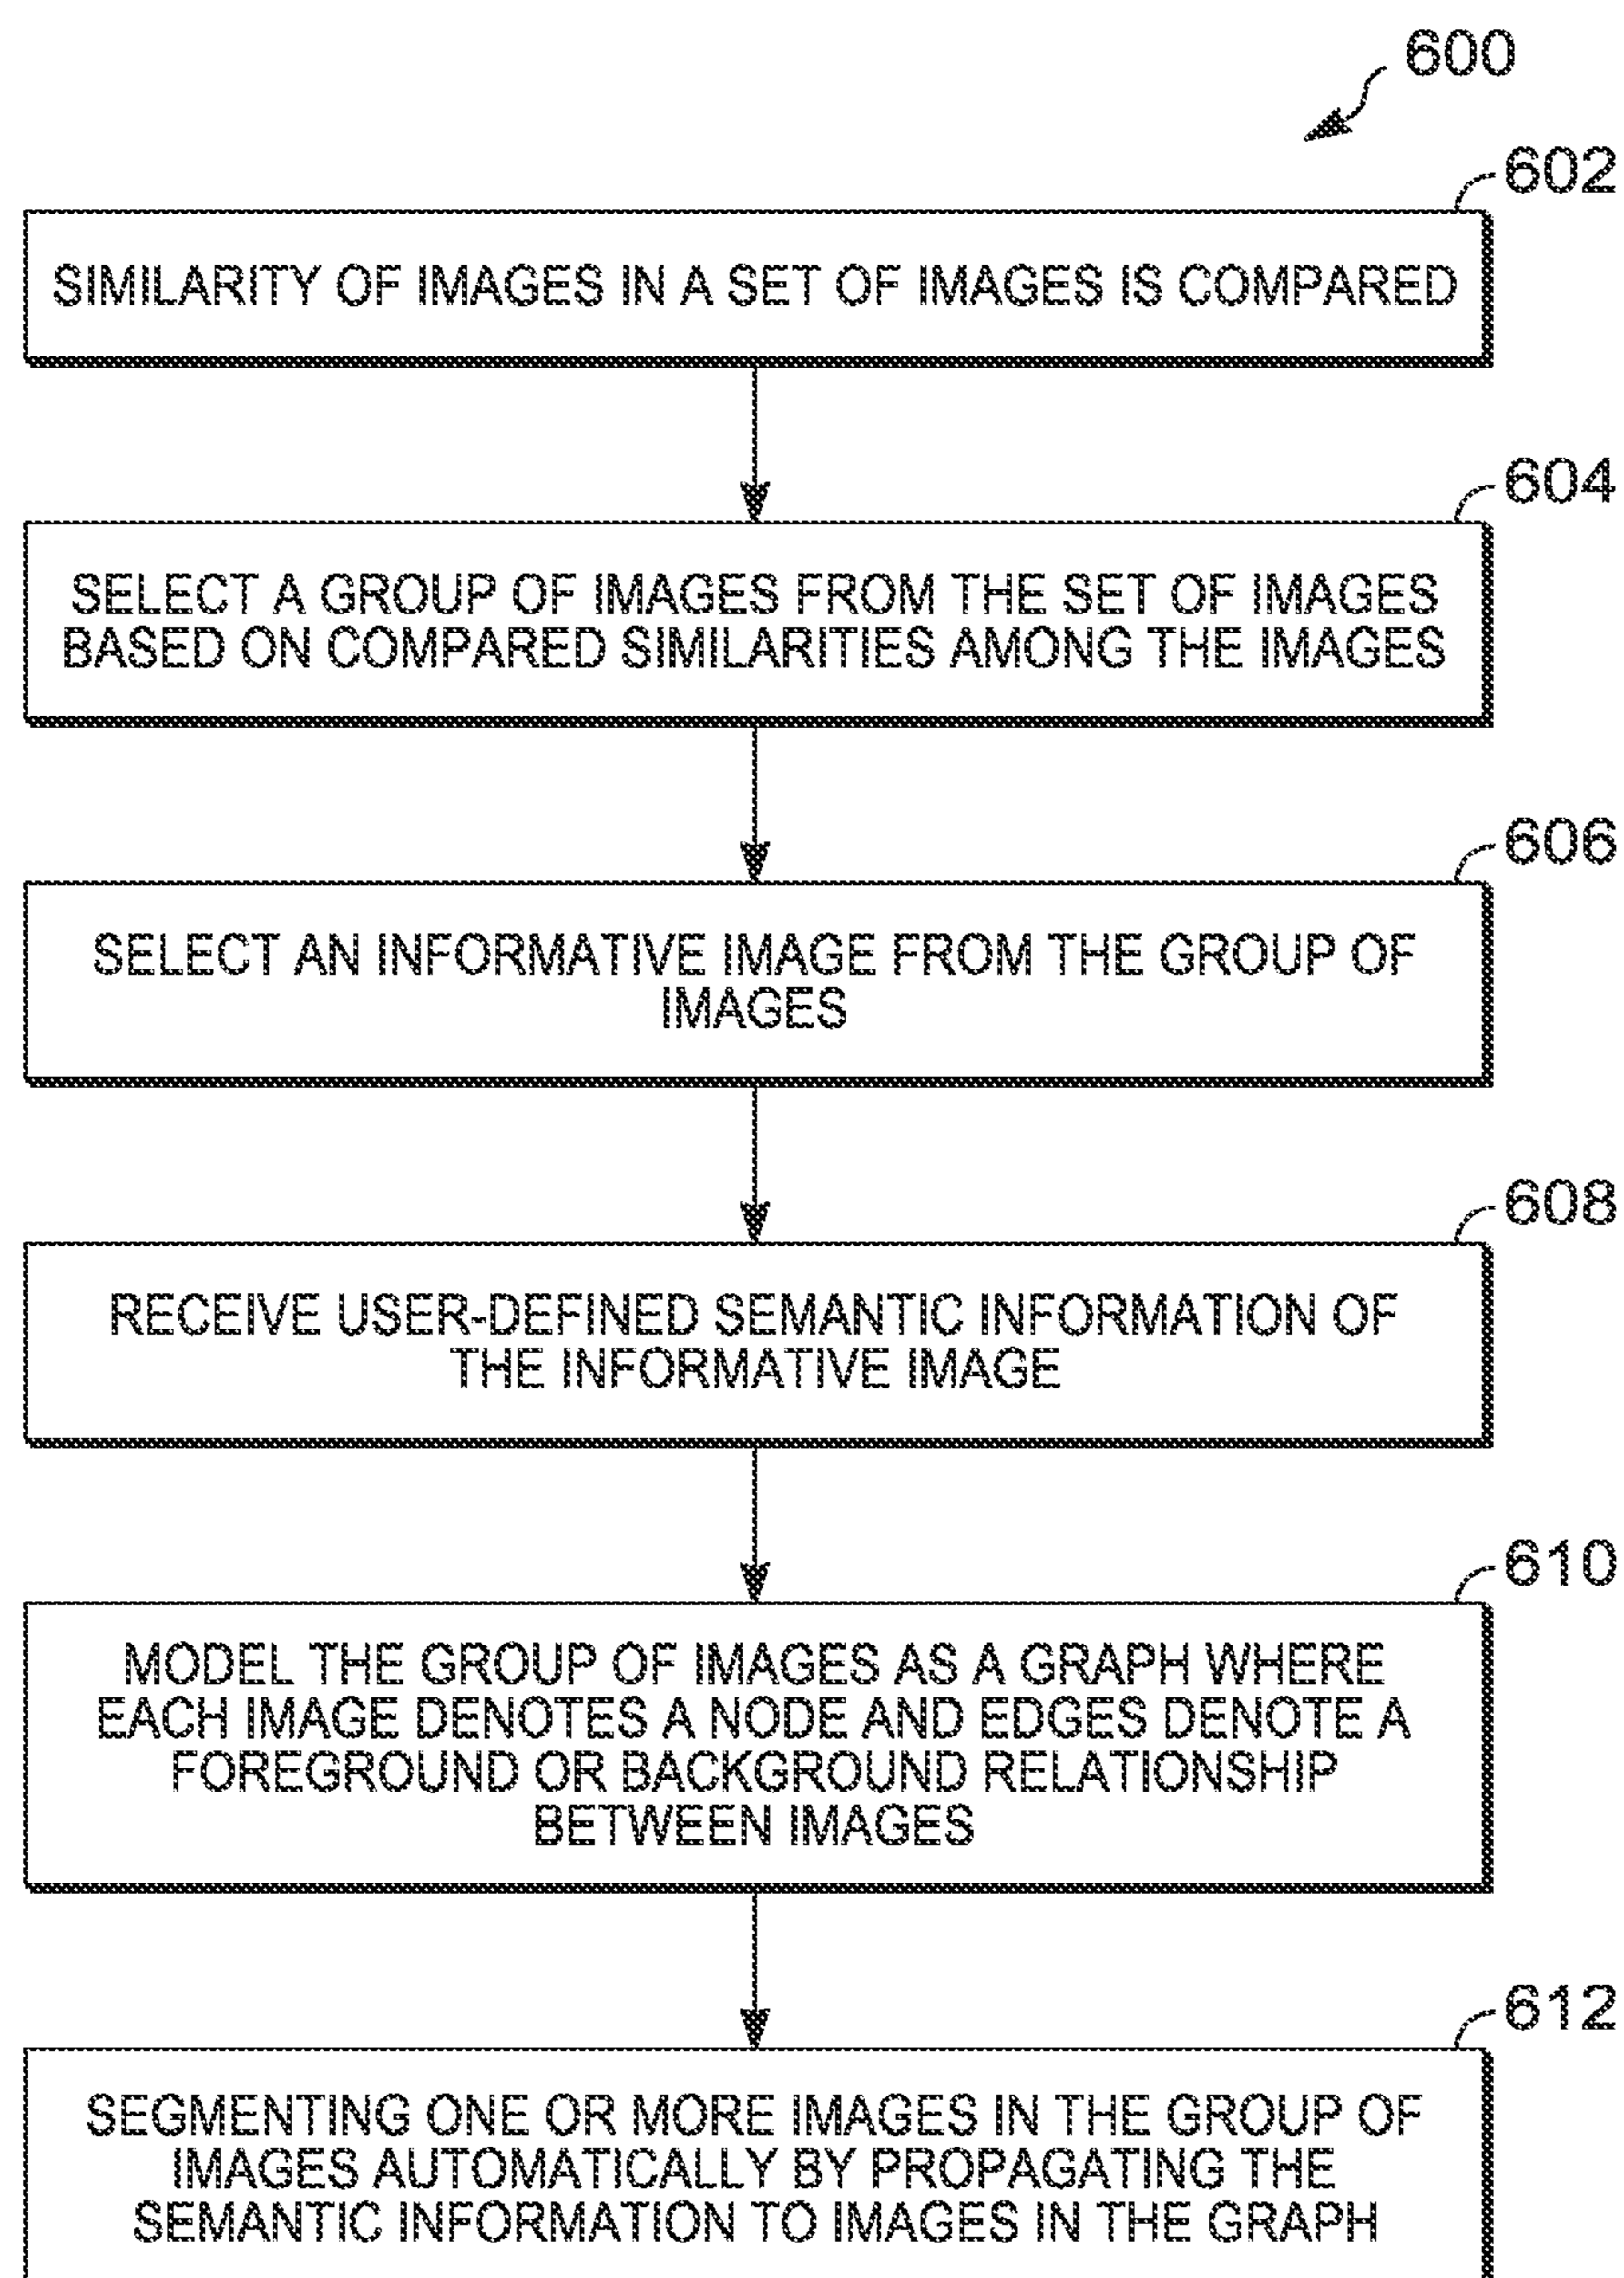 600
602
SIMILARITY OF IMAGES IN A SET OF IMAGES IS COMPARED
604
SELECT A GROUP OF IMAGES FROM THE SET OF IMAGES
BASED ON COMPARED SIMILARITIES AMONG THE IMAGES
606
SELECT AN INFORMATIVE IMAGE FROM THE GROUP OF
IMAGES
608
RECEIVE USER-DEFINED SEMANTIC INFORMATION OF
THE INFORMATIVE IMAGE
610
MODEL THE GROUP OF IMAGES AS A GRAPH WHERE
EACH IMAGE DENOTES A NODE AND EDGES DENOTE A
FOREGROUND OR BACKGROUND RELATIONSHIP
BETWEEN IMAGES
612
SEGMENTING ONE OR MORE IMAGES IN THE GROUP OF
IMAGES AUTOMATICALLY BY PROPAGATING THE
SEMANTIC INFORMATION TO IMAGES IN THE GRAPH